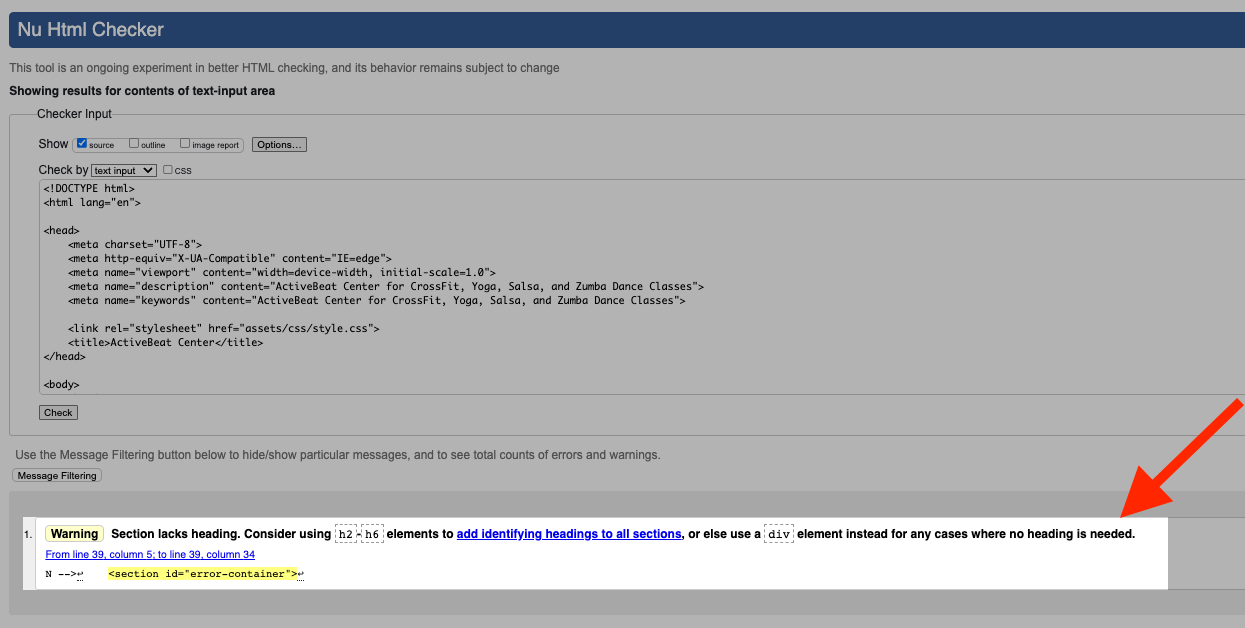 Nu Html Checker
This tool is an ongoing experiment in better HTML checking, and its behavior remains subject to change
Showing results for contents of text-input area
Checker Input
Show source outline image report Options...
Check by text input css
<!DOCTYPE html>
<html lang="en">
<head>
<meta charset="UTF-8">
<meta http-equiv="X-UA-Compatible" content="IE=edge">
<meta name="viewport" content="width=device-width, initial-scale=1.0">
<meta name="description" content="ActiveBeat Center for CrossFit, Yoga, Salsa, and Zumba Dance Classes">
<meta name="keywords" content="ActiveBeat Center for CrossFit, Yoga, Salsa, and Zumba Dance Classes">
<link rel="stylesheet" href="assets/css/style.css">
<title>ActiveBeat Center</title>
</head>
<body>
Check
Use the Message Filtering button below to hide/show particular messages, and to see total counts of errors and warnings.
Message Filtering
1. Warning Section lacks heading. Consider using h2-h6 elements to add identifying headings to all sections, or else use a div element instead for any cases where no heading is needed.
From line 39, column 5; to line 39, column 34
N -->↩ <section id="error-container">↩